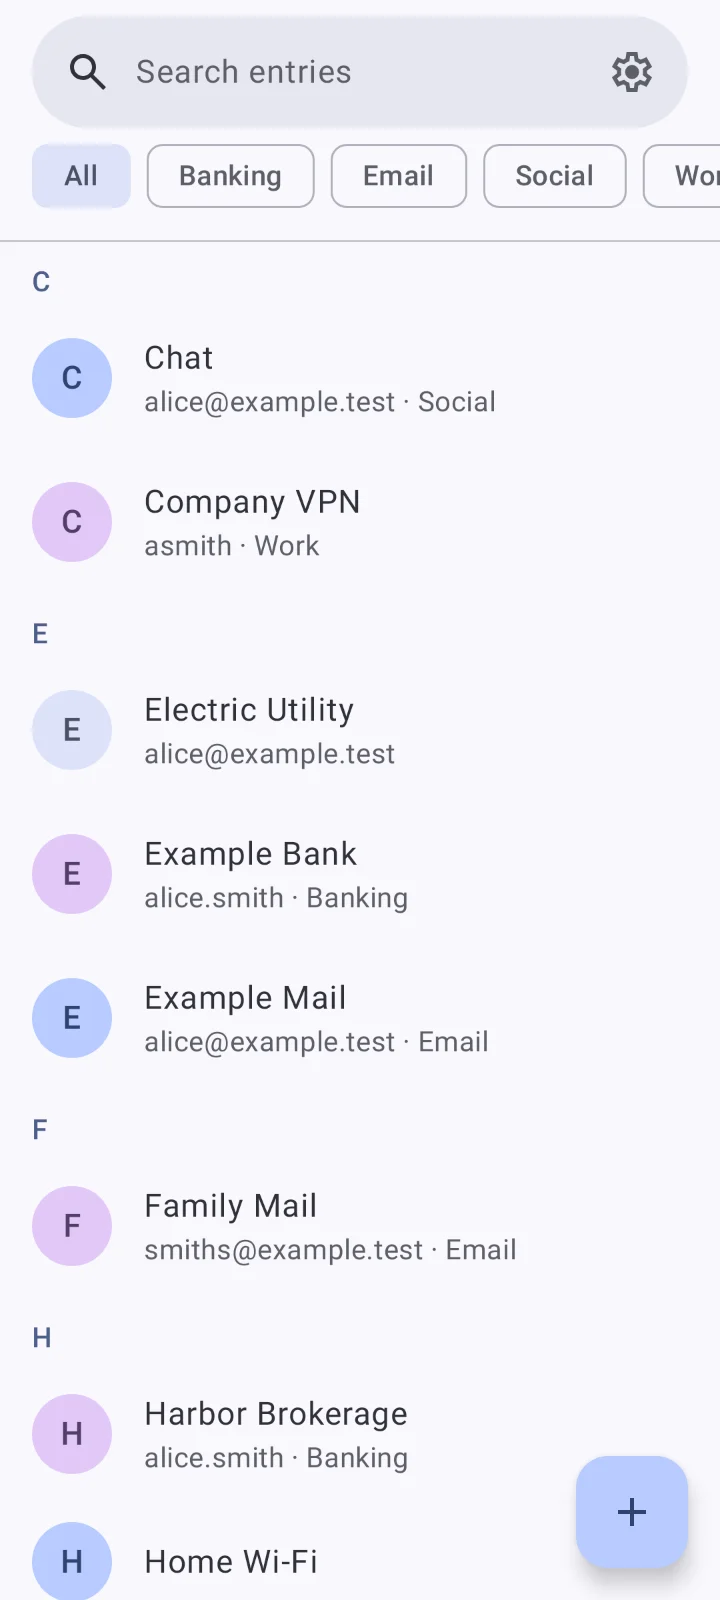 Search entries
All Banking Email Social
C
C Chat
alice@example.test · Social
C Company VPN
asmith · Work
E
E Electric Utility
alice@example.test
E Example Bank
alice.smith · Banking
E Example Mail
alice@example.test · Email
F
F Family Mail
smiths@example.test · Email
H
H Harbor Brokerage
alice.smith · Banking
H Home Wi-Fi